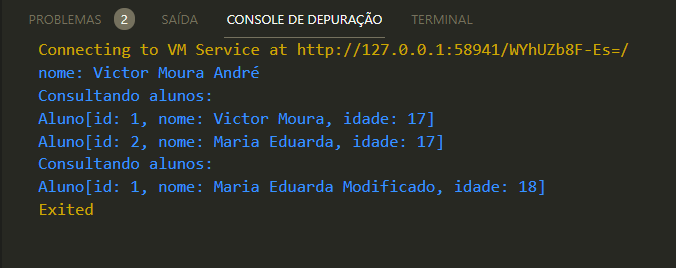 PROBLEMAS 2 SAÍDA CONSOLE DE DEPURAÇÃO TERMINAL
Connecting to VM Service at http://127.0.0.1:58941/WYhUZb8F-Es=/
nome: Victor Moura André
Consultando alunos:
Aluno[id: 1, nome: Victor Moura, idade: 17]
Aluno[id: 2, nome: Maria Eduarda, idade: 17]
Consultando alunos:
Aluno[id: 1, nome: Maria Eduarda Modificado, idade: 18]
Exited